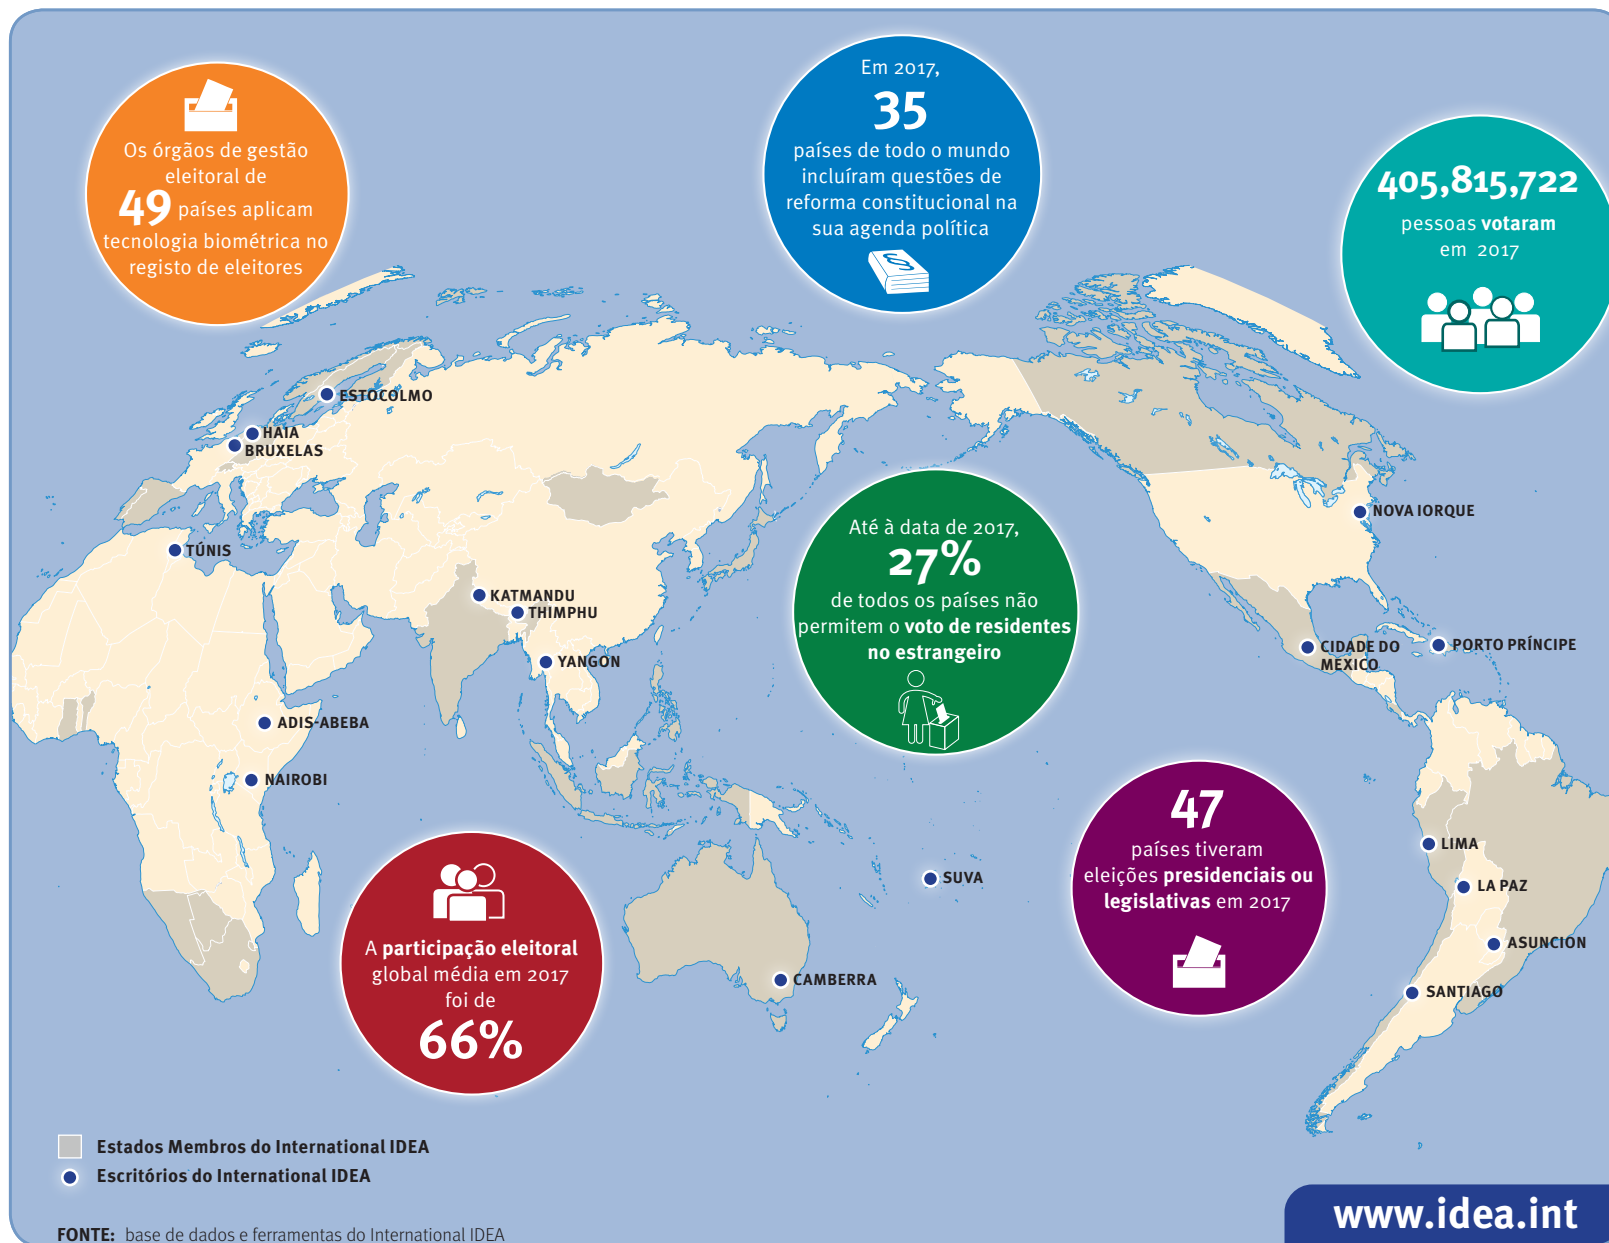 Os órgãos de gestão
eleitoral de
49 países aplicam
tecnologia biométrica no
registo de eleitores
Em 2017,
35
países de todo o mundo
incluíram questões de
reforma constitucional na
sua agenda política
§
405,815,722
pessoas votaram
em 2017
ESTOCOLMO
HAIA
BRUXELAS
TÚNIS
KATMANDU
THIMPHU
YANGON
ADIS-ABEBA
NAIROBI
Até à data de 2017,
27%
de todos os países não
permitem o voto de residentes
no estrangeiro
NOVA IORQUE
CIDADE DO
MEXICO
PORTO PRÍNCIPE
47
países tiveram
eleições presidenciais ou
legislativas em 2017
LIMA
LA PAZ
ASUNCION
SANTIAGO
SUVA
CAMBERRA
A participação eleitoral
global média em 2017
foi de
66%
Estados Membros do International IDEA
Escritórios do International IDEA
FONTE: base de dados e ferramentas do International IDEA
www.idea.int